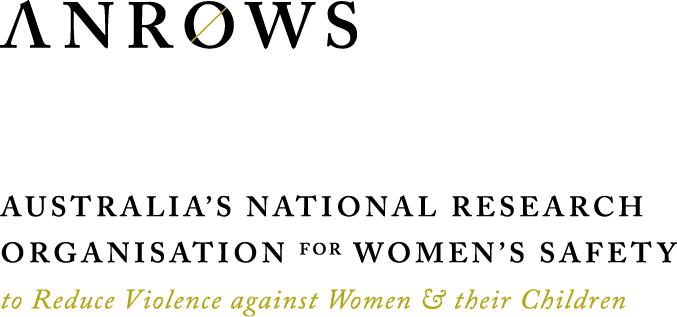 ANROWS
AUSTRALIA’S NATIONAL RESEARCH
ORGANISATION FOR WOMEN’S SAFETY
to Reduce Violence against Women & their Children